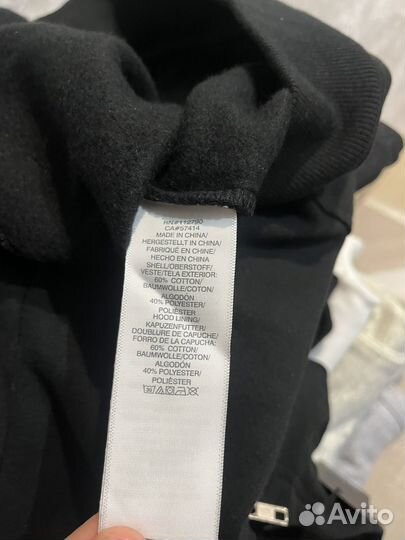 RN#112790
CA#57414
MADE IN CHINA/
HERGESTELLT IN CHINA/
FABRIQUÉ EN CHINE/
HECHO EN CHINA
SHELL/OBERSTOFF/
VESTE/TELA EXTERIOR:
60% COTTON/
BAUMWOLLE/COTON/
ALGODÓN
40% POLYESTER/
POLIÉSTER
HOOD LINING/
KAPUZENFUTTER/
DOUBLURE DE CAPUCHE/
FORRO DE LA CAPUCHA:
60% COTTON/
BAUMWOLLE/COTON/
ALGODÓN
40% POLYESTER/
POLIÉSTER
Avito